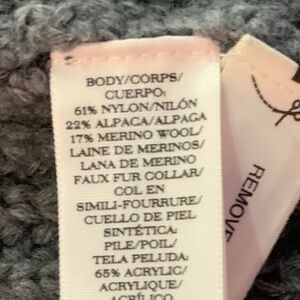 BODY/CORPS/
CUERPO:
61% NYLON/NILÓN
22% ALPACA/ALPAGA
17% MERINO WOOL/
LAINE DE MERINOS/
LANA DE MERINO
FAUX FUR COLLAR/
COL EN
SIMILI-FOURRURE/
CUELLO DE PIEL
SINTÉTICA:
PILE/POIL/
TELA PELUDA:
65% ACRYLIC/
ACRYLIQUE/
ACRÍLICO
REMOVE